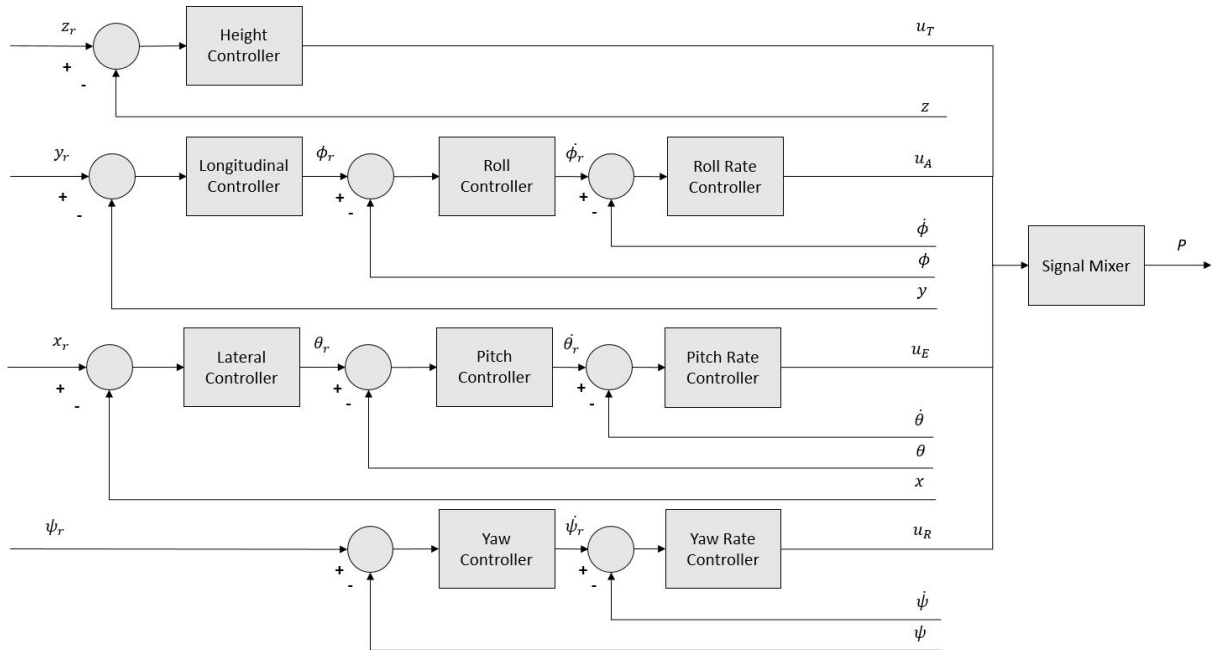 z_r
Height
Controller
u_T
+
-
z
y_r
Longitudinal
Controller
ϕ_r
Roll
Controller
ϕ̇_r
Roll Rate
Controller
u_A
+
-
+
-
+
-
ϕ̇
ϕ
y
Signal Mixer
P
x_r
Lateral
Controller
θ_r
Pitch
Controller
θ̇_r
Pitch Rate
Controller
u_E
+
-
+
-
+
-
θ̇
θ
x
ψ_r
Yaw
Controller
ψ̇_r
Yaw Rate
Controller
u_R
+
-
+
-
ψ̇
ψ